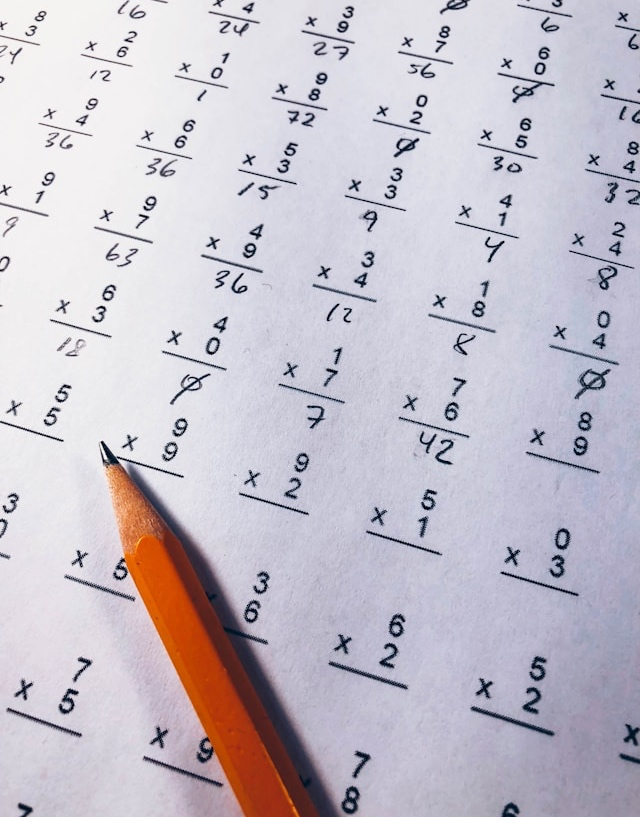 16 x 4 3 8 6
x 9 x 7 x 0
24 27 56 0
8 2 1 9 0 6 8
x 3 x 6 x 0 x 8 x 2 x 5 x 4
24 12 1 72 0 30 32
9 6 5 3 4 2
x 4 x 6 x 3 x 3 x 1 x 4
36 36 15 9 4 8
9 9 4 3 1 0
x 1 x 7 x 9 x 4 x 8 x 4
9 63 36 12 8 0
6 4 1 7 8
x 3 x 0 x 7 x 6 x 9
18 0 7 42
5 9 9 5 0
x 5 x 9 x 2 x 1 x 3
3 3 6 5
x 5 6 x 2 x 2
7 7
x 5 x 9 8